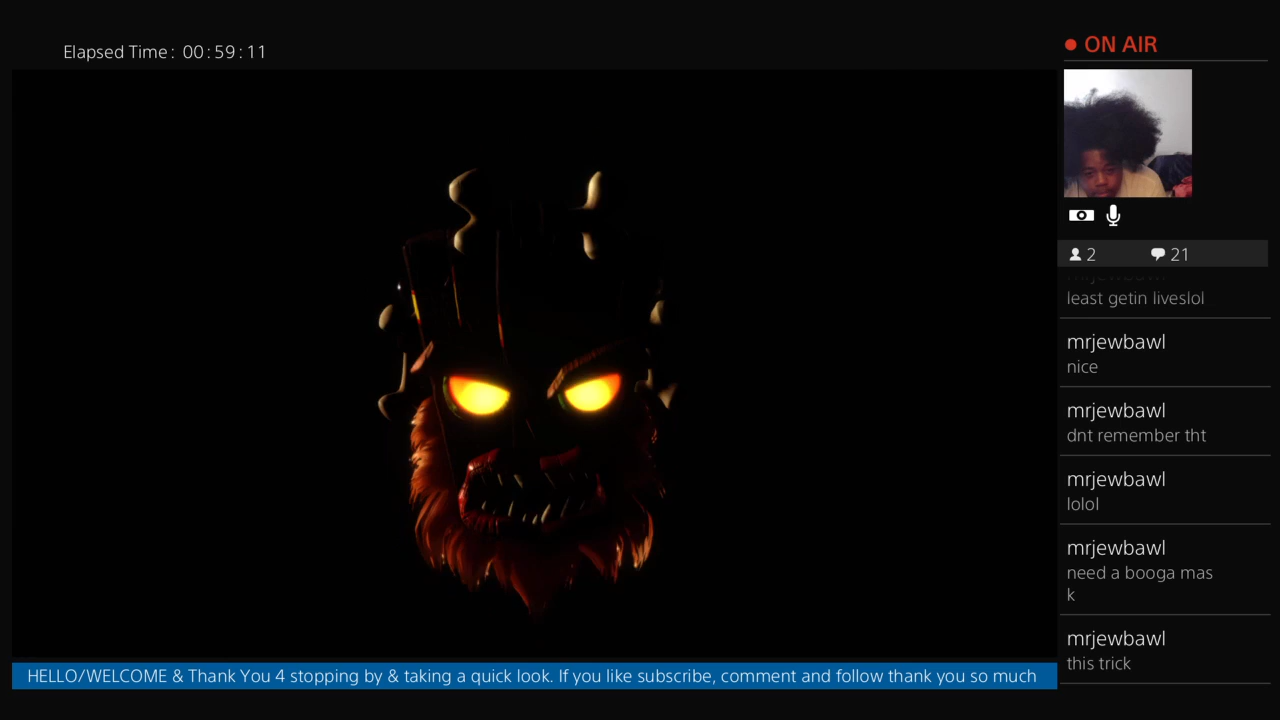 Elapsed Time: 00:59:11
ON AIR
2 21
least getin liveslol
mrjewbawl
nice
mrjewbawl
dnt remember tht
mrjewbawl
lolol
mrjewbawl
need a booga mas
k
mrjewbawl
this trick
HELLO/WELCOME & Thank You 4 stopping by & taking a quick look. If you like subscribe, comment and follow thank you so much